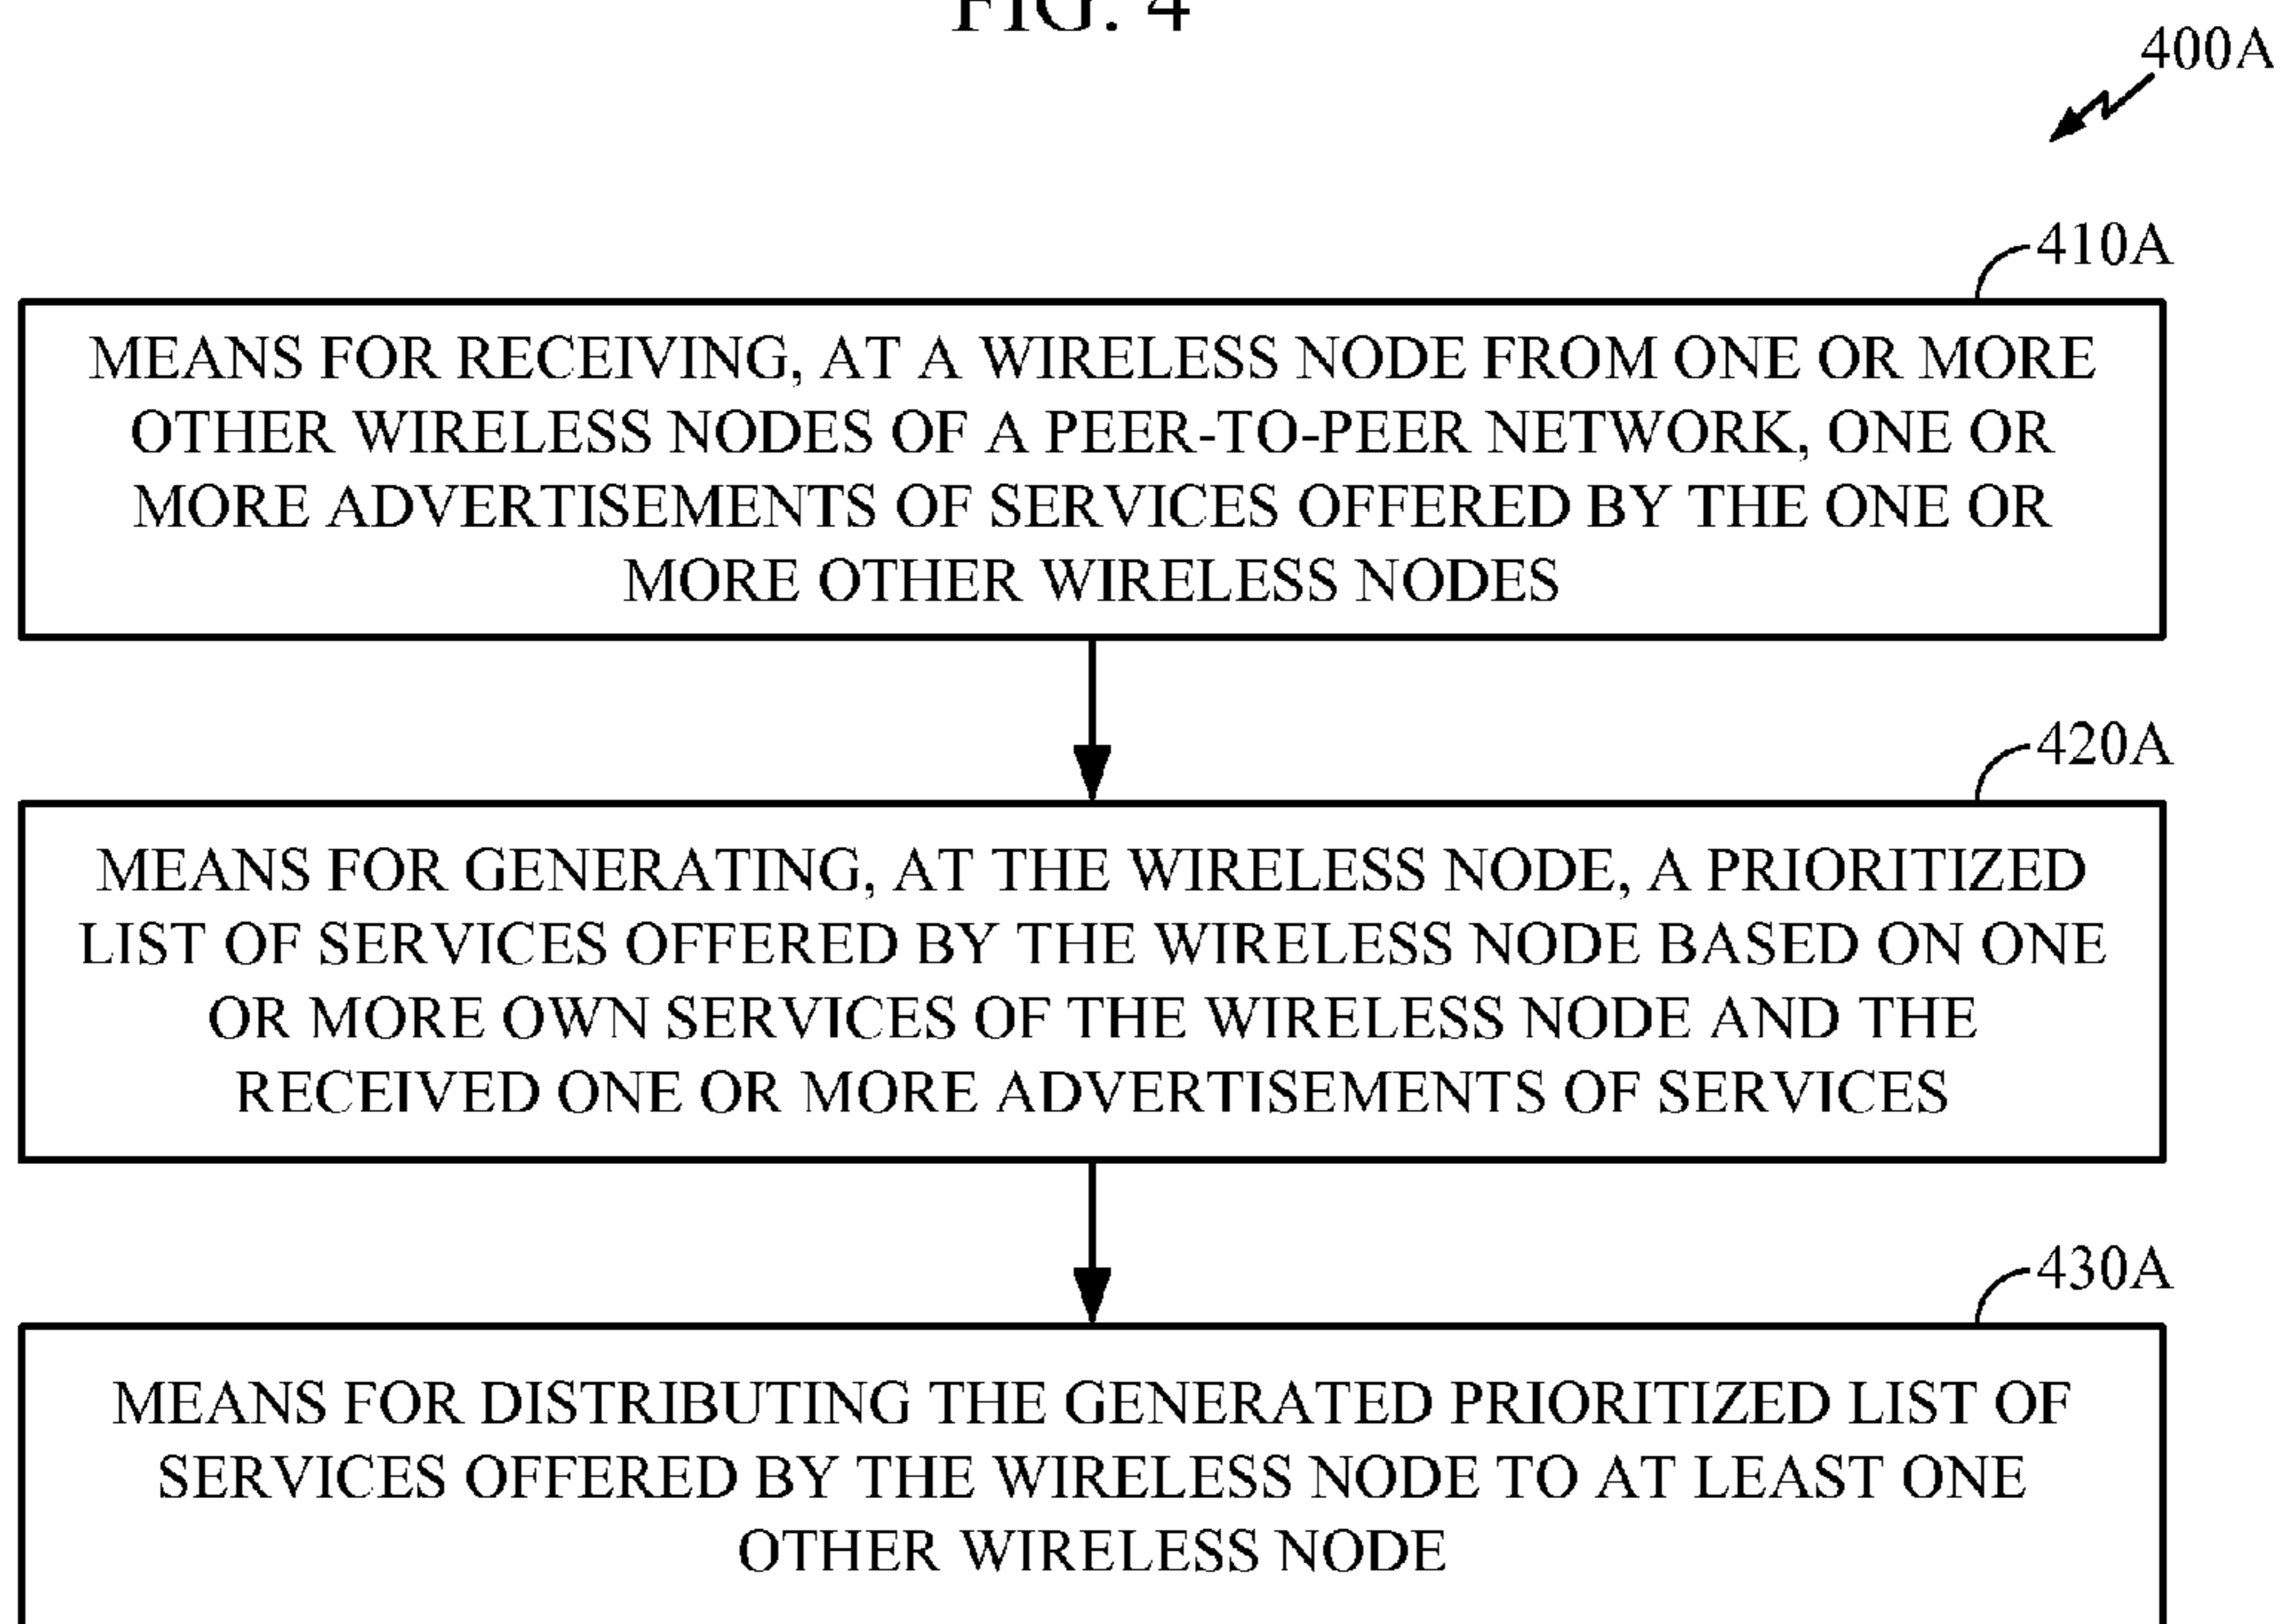 FIG. 4
400A
410A
MEANS FOR RECEIVING, AT A WIRELESS NODE FROM ONE OR MORE
OTHER WIRELESS NODES OF A PEER-TO-PEER NETWORK, ONE OR
MORE ADVERTISEMENTS OF SERVICES OFFERED BY THE ONE OR
MORE OTHER WIRELESS NODES
420A
MEANS FOR GENERATING, AT THE WIRELESS NODE, A PRIORITIZED
LIST OF SERVICES OFFERED BY THE WIRELESS NODE BASED ON ONE
OR MORE OWN SERVICES OF THE WIRELESS NODE AND THE
RECEIVED ONE OR MORE ADVERTISEMENTS OF SERVICES
430A
MEANS FOR DISTRIBUTING THE GENERATED PRIORITIZED LIST OF
SERVICES OFFERED BY THE WIRELESS NODE TO AT LEAST ONE
OTHER WIRELESS NODE